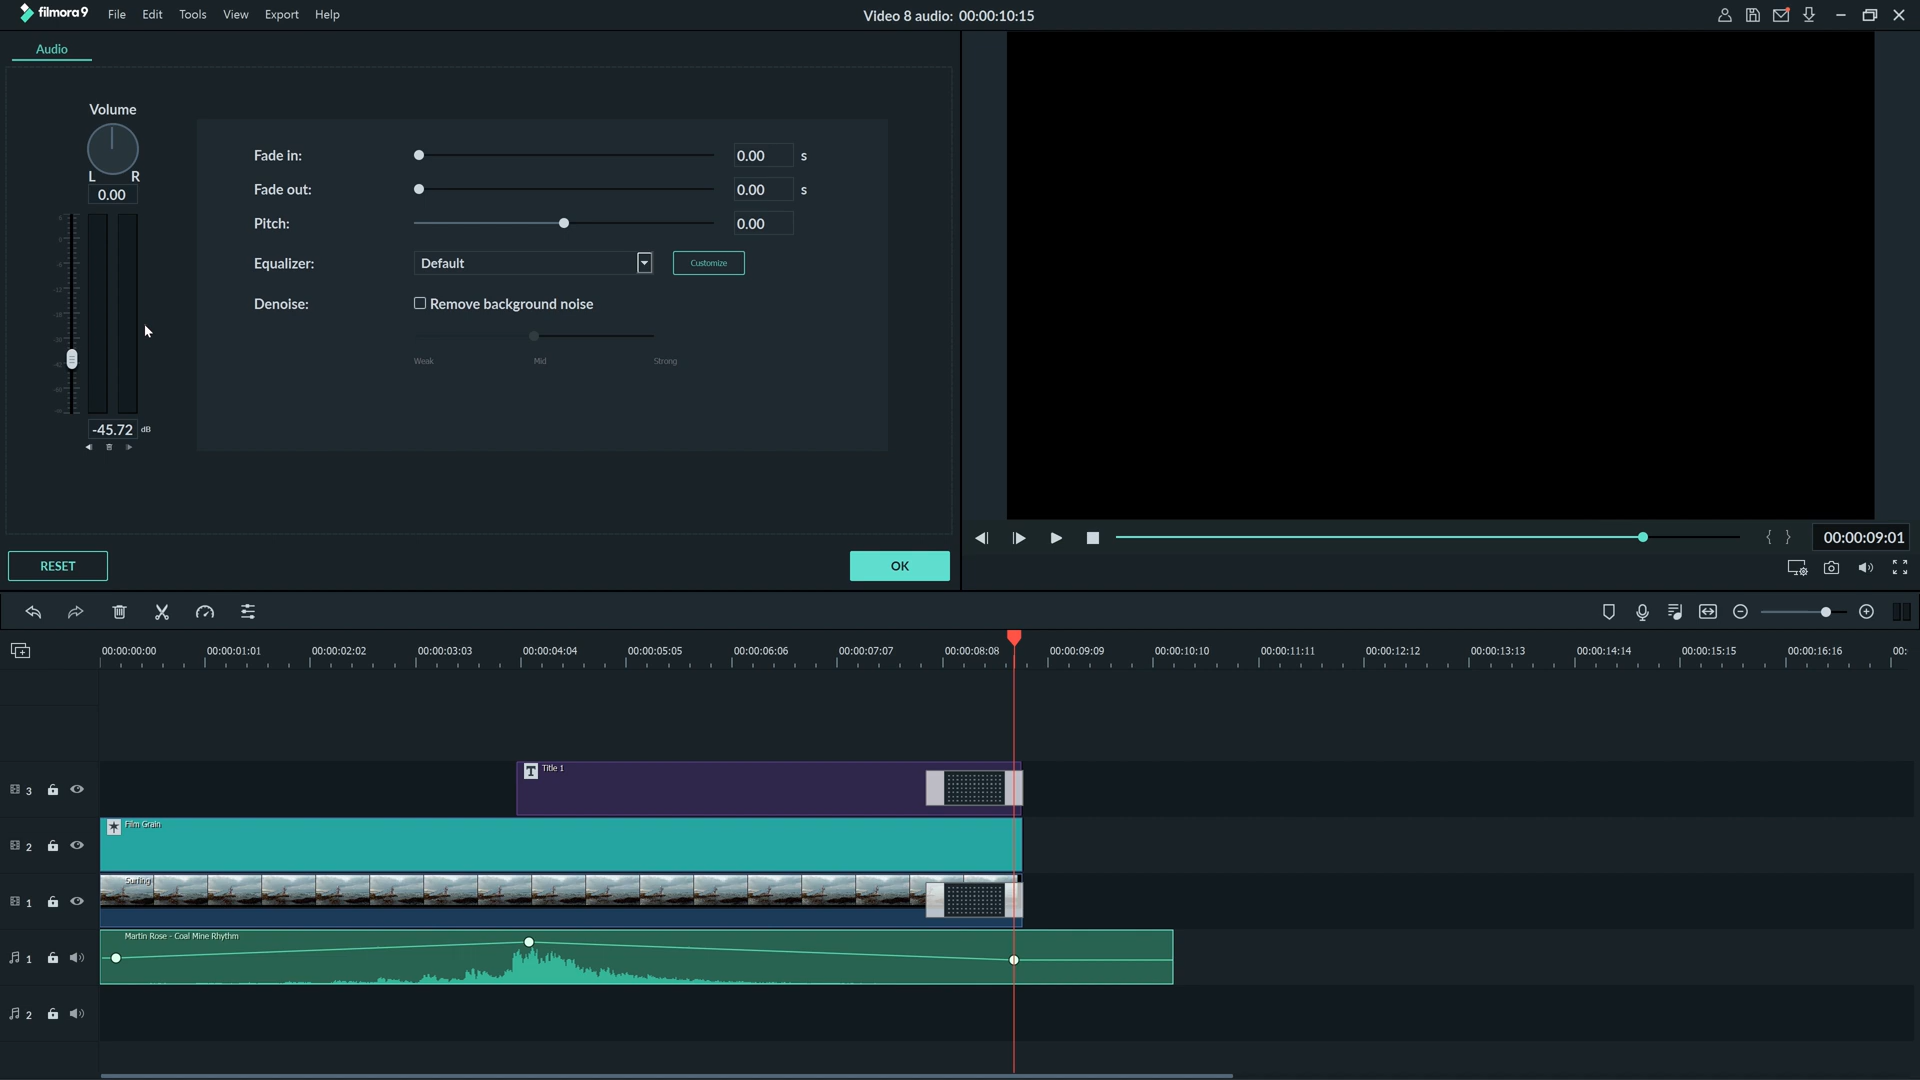 filmora9 File Edit Tools View Export Help Video 8 audio: 00:00:10:15
Audio
Volume
L R
0.00
-45.72 dB
Fade in: 0.00 s
Fade out: 0.00 s
Pitch: 0.00
Equalizer: Default Customize
Denoise: Remove background noise
Weak Mid Strong
RESET OK
{ } 00:00:09:01
00:00:00:00 00:00:01:01 00:00:02:02 00:00:03:03 00:00:04:04 00:00:05:05 00:00:06:06 00:00:07:07 00:00:08:08 00:00:09:09 00:00:10:10 00:00:11:11 00:00:12:12 00:00:13:13 00:00:14:14 00:00:15:15 00:00:16:16 00:
3 T Title 1
2 Film Grain
1 Surfing
1 Martin Rose - Coal Mine Rhythm
2